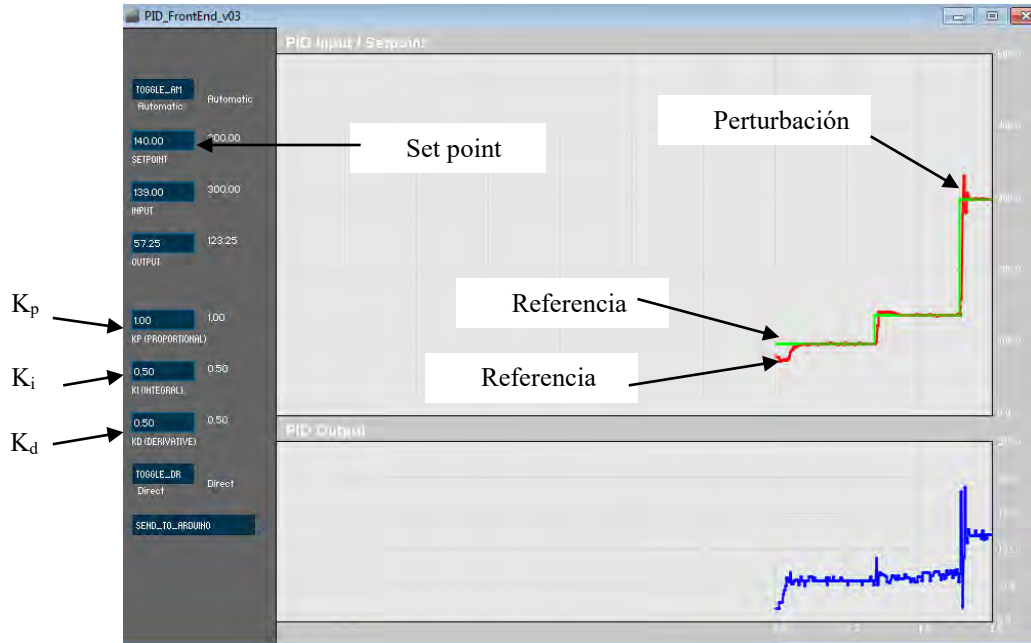 PID_FrontEnd_v03
PID Input / Setpoint
TOGGLE_AM
Automatic
Automatic
140.00
SETPOINT
Set point
Perturbación
139.00
300.00
INPUT
57.25
123.25
OUTPUT
Referencia
Kp
1.00
1.00
KP (PROPORTIONAL)
Referencia
Ki
0.50
0.50
KI (INTEGRAL)
Kd
0.50
0.50
KD (DERIVATIVE)
PID Output
TOGGLE_DR
Direct
Direct
SEND_TO_ARDUINO